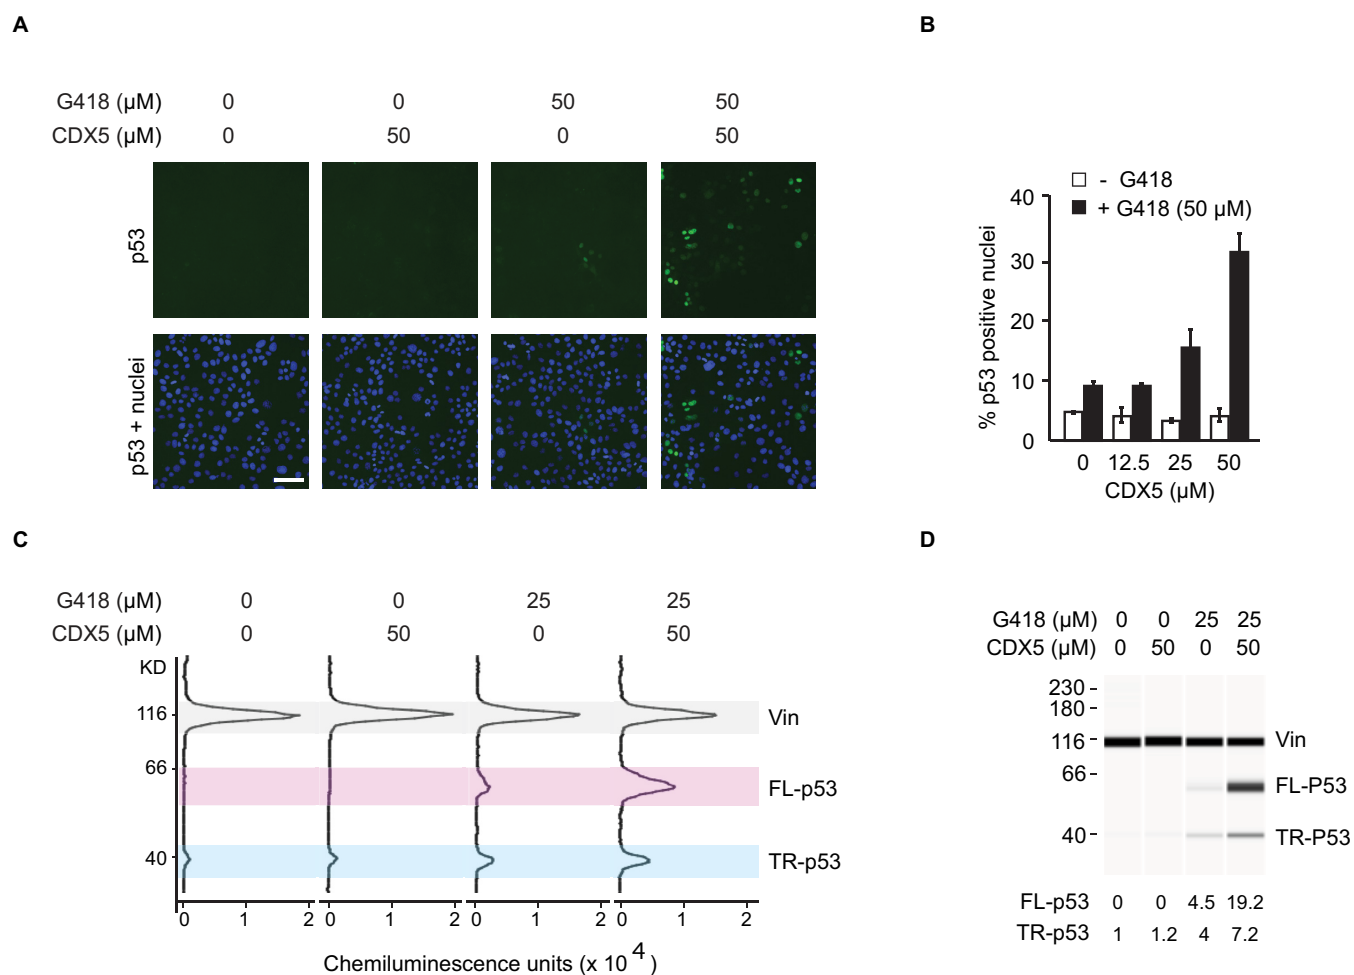 A
G418 (µM) 0 0 50 50
CDX5 (µM) 0 50 0 50
p53
p53 + nuclei
B
- G418
+ G418 (50 µM)
% p53 positive nuclei
40
30
20
10
0
0 12.5 25 50
CDX5 (µM)
C
G418 (µM) 0 0 25 25
CDX5 (µM) 0 50 0 50
KD
116 Vin
66
FL-p53
40 TR-p53
0 1 2 0 1 2 0 1 2 0 1 2
Chemiluminescence units (x 10 4 )
D
G418 (µM) 0 0 25 25
CDX5 (µM) 0 50 0 50
230
180
116 Vin
66
FL-P53
40 TR-P53
FL-p53 0 0 4.5 19.2
TR-p53 1 1.2 4 7.2